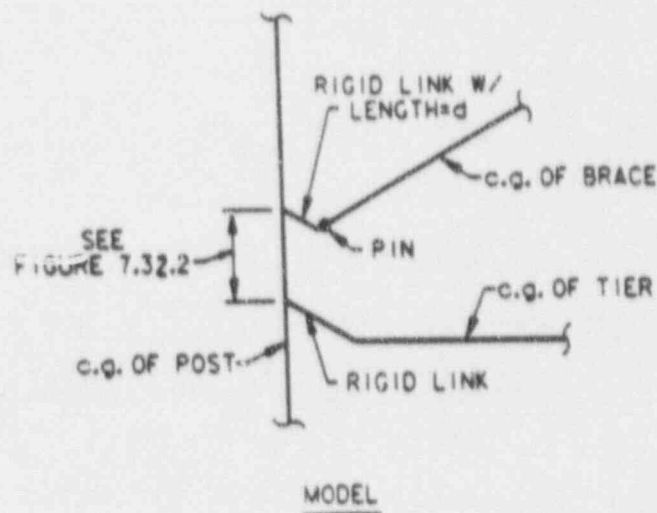 RIGID LINK W/
LENGTH=d
c.g. OF BRACE
PIN
SEE
FIGURE 7.32.2
c.g. OF TIER
c.g. OF POST
RIGID LINK
MODEL